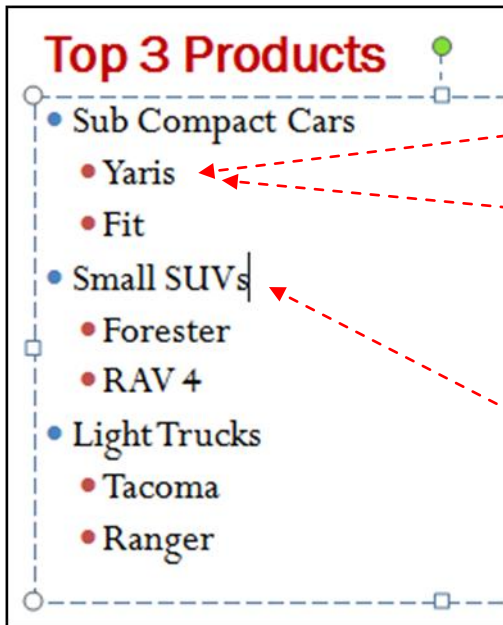 Top 3 Products
Sub Compact Cars
Yaris
Fit
Small SUVs
Forester
RAV 4
Light Trucks
Tacoma
Ranger